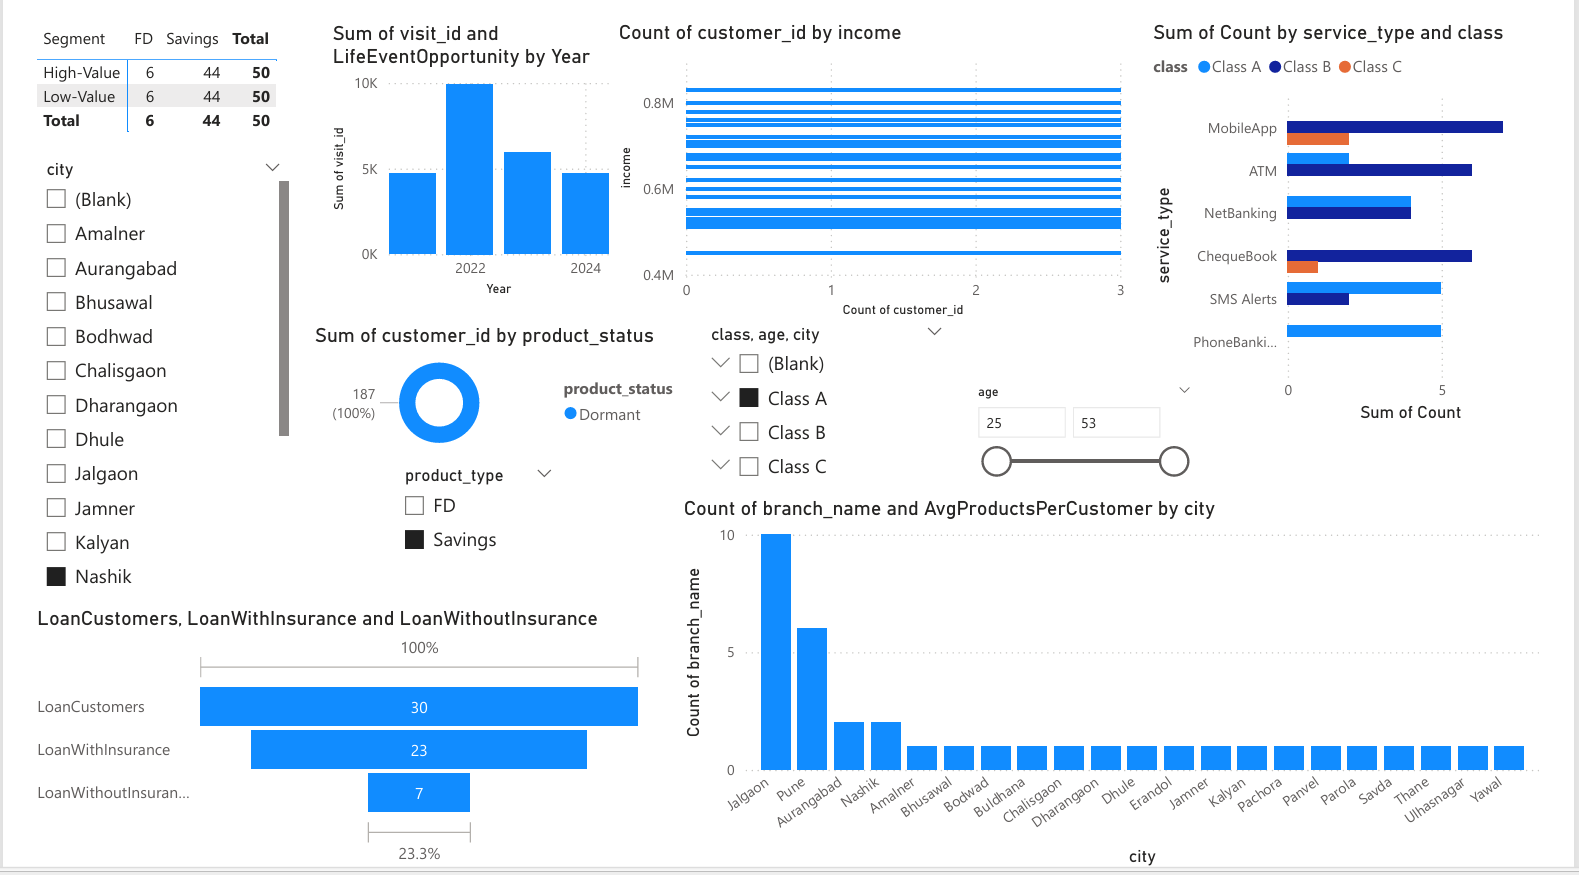 Segment FD Savings Total
High-Value 6 44 50
Low-Value 6 44 50
Total 6 44 50
city
(Blank)
Amalner
Aurangabad
Bhusawal
Bodhwad
Chalisgaon
Dharangaon
Dhule
Jalgaon
Jamner
Kalyan
Nashik
Sum of visit_id and
LifeEventOpportunity by Year
Sum of visit_id
10K
5K
0K
2022 2024
Year
Count of customer_id by income
income
0.8M
0.6M
0.4M
0 1 2 3
Count of customer_id
Sum of Count by service_type and class
class Class A Class B Class C
service_type
MobileApp
ATM
NetBanking
ChequeBook
SMS Alerts
PhoneBanki...
0 5
Sum of Count
Sum of customer_id by product_status
187
(100%)
product_status
Dormant
product_type
FD
Savings
class, age, city
(Blank)
Class A
Class B
Class C
age
25 53
LoanCustomers, LoanWithInsurance and LoanWithoutInsurance
100%
LoanCustomers 30
LoanWithInsurance 23
LoanWithoutInsuran... 7
23.3%
Count of branch_name and AvgProductsPerCustomer by city
Count of branch_name
10
5
0
Jalgaon Pune Aurangabad Nashik Amalner Bhusawal Bodwad Buldhana Chalisgaon Dharangaon Dhule Erandol Jamner Kalyan Pachora Panvel Parola Savda Thane Ulhasnagar Yawal
city